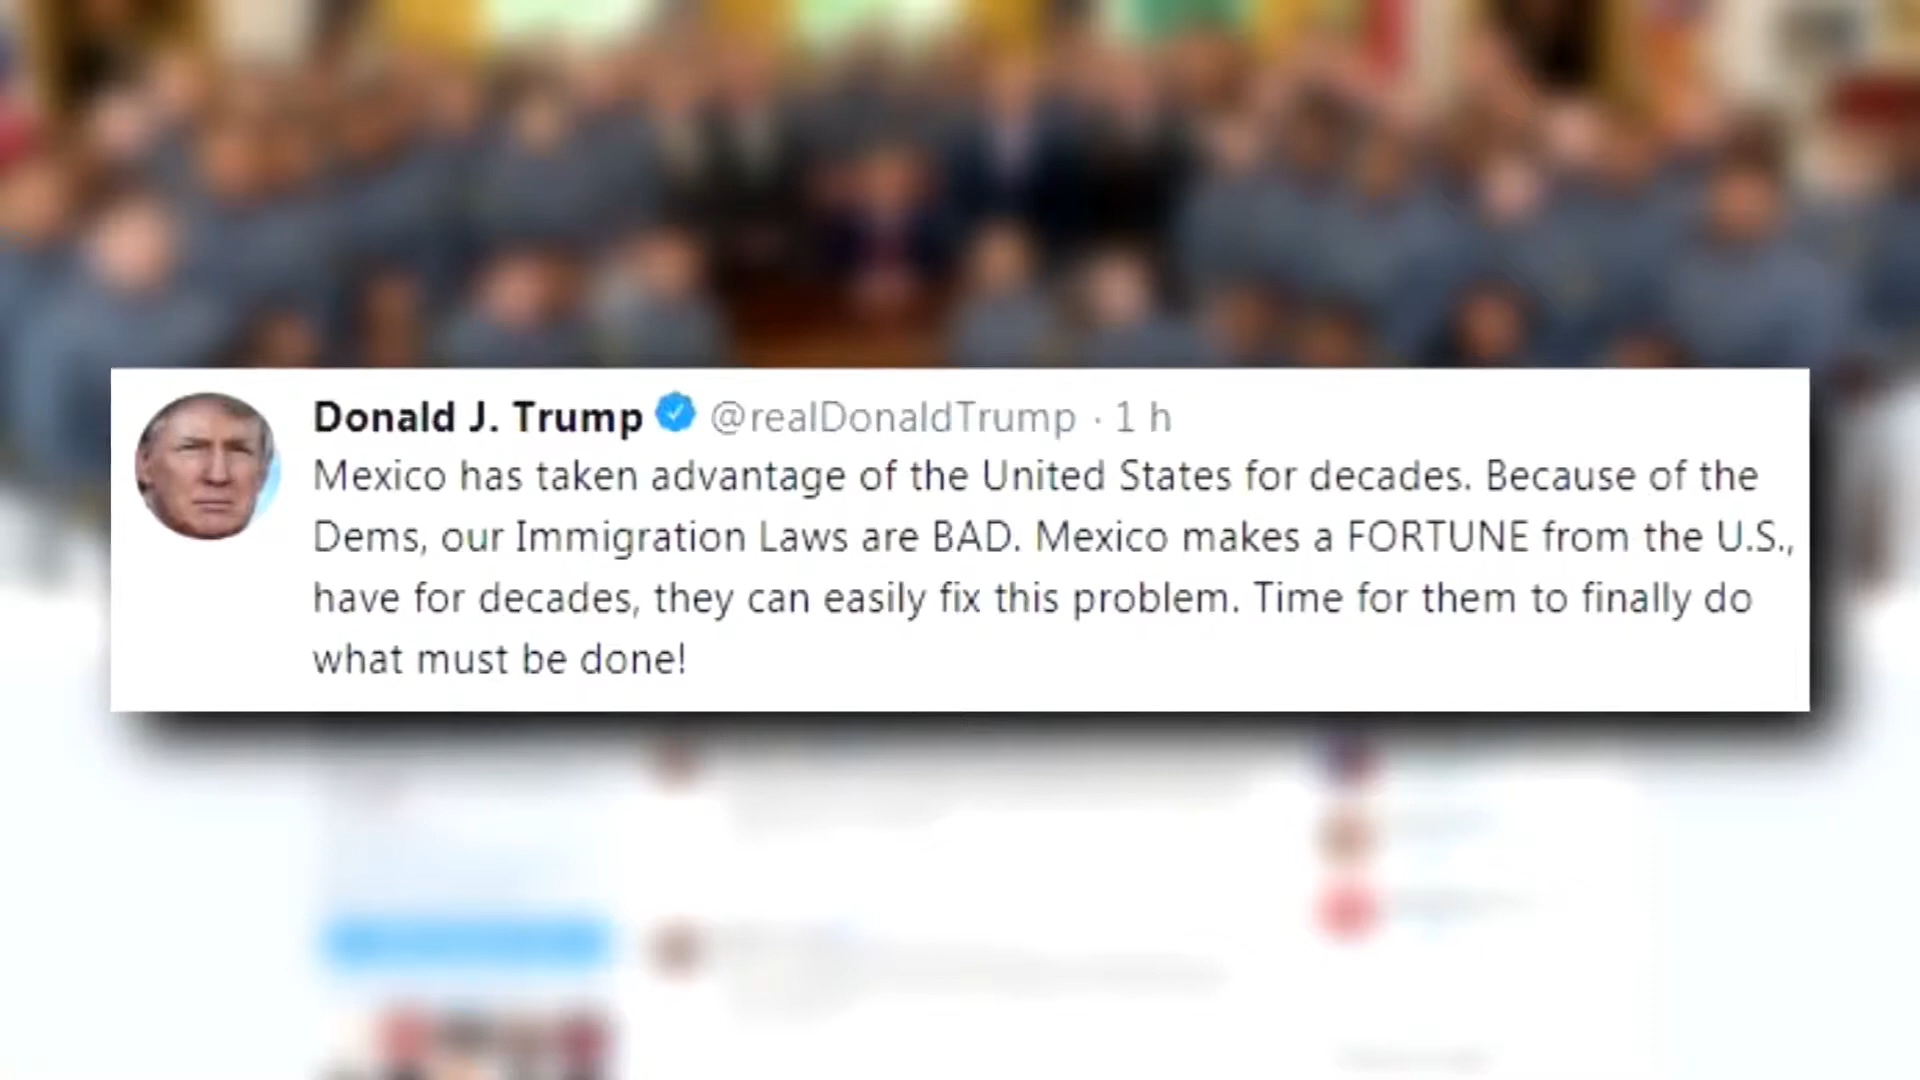 Donald J. Trump @realDonaldTrump · 1 h
Mexico has taken advantage of the United States for decades. Because of the
Dems, our Immigration Laws are BAD. Mexico makes a FORTUNE from the U.S.,
have for decades, they can easily fix this problem. Time for them to finally do
what must be done!